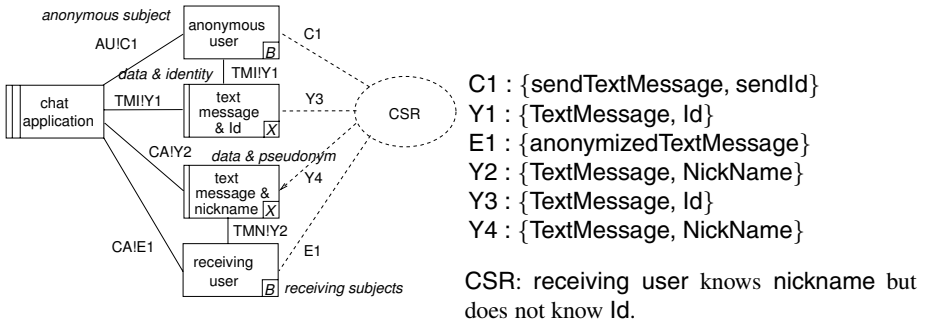 anonymous subject
anonymous
user
B
C1
AU!C1
data & identity
TMI!Y1
chat
application
TMI!Y1
text
message
& Id
X
Y3
CSR
CA!Y2
data & pseudonym
text
message &
nickname
X
Y4
TMN!Y2
CA!E1
receiving
user
B
E1
receiving subjects
C1 : {sendTextMessage, sendId}
Y1 : {TextMessage, Id}
E1 : {anonymizedTextMessage}
Y2 : {TextMessage, NickName}
Y3 : {TextMessage, Id}
Y4 : {TextMessage, NickName}
CSR: receiving user knows nickname but
does not know Id.